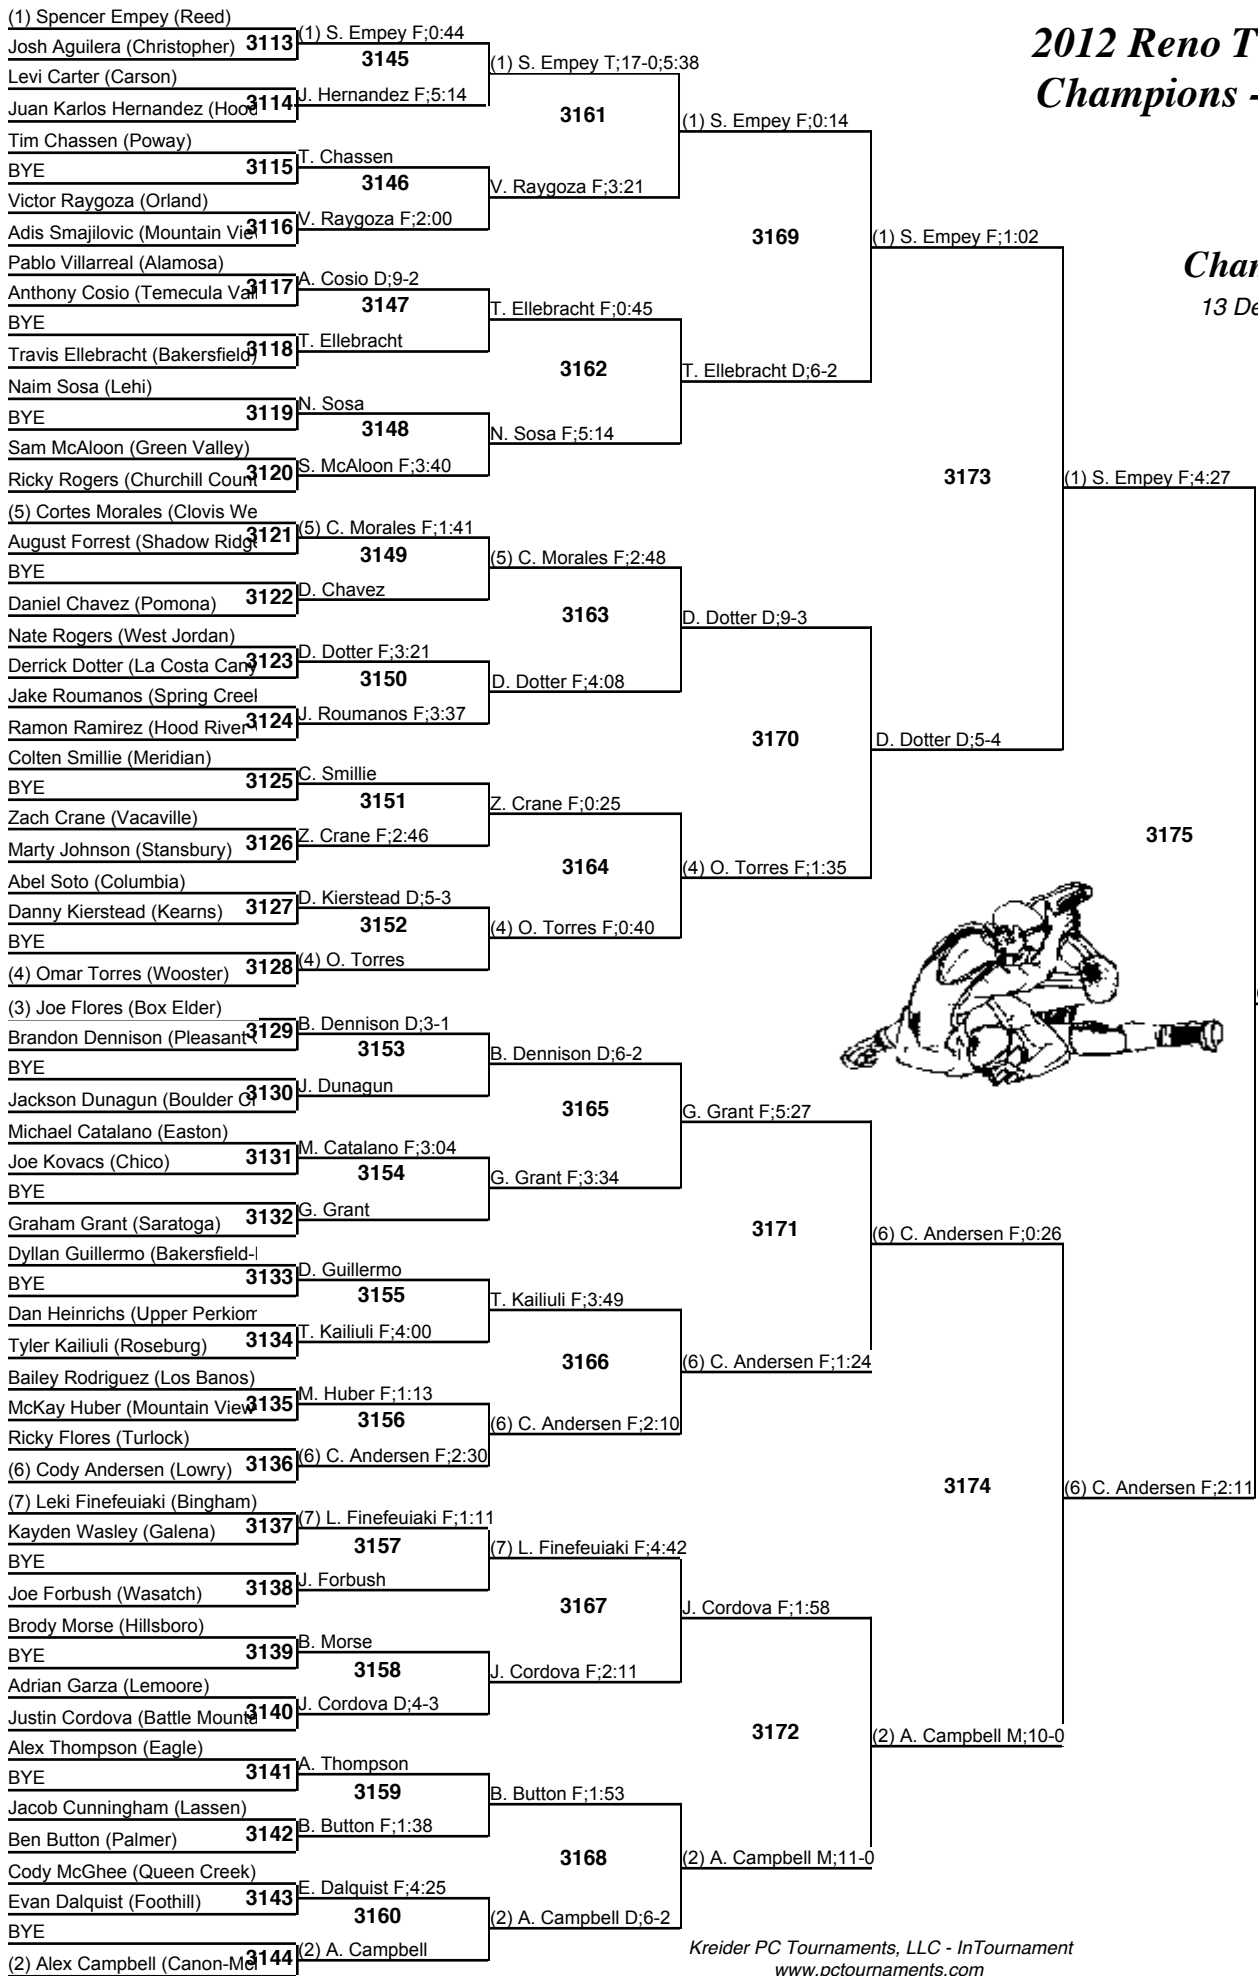 2012 Reno T
Champions -
Cham
13 De
(1) Spencer Empey (Reed)
Josh Aguilera (Christopher) 3113
Levi Carter (Carson)
Juan Karlos Hernandez (Hood 3114
Tim Chassen (Poway)
BYE 3115
Victor Raygoza (Orland)
Adis Smajilovic (Mountain Vie 3116
Pablo Villarreal (Alamosa)
Anthony Cosio (Temecula Val 3117
BYE
Travis Ellebracht (Bakersfield) 3118
Naim Sosa (Lehi)
BYE 3119
Sam McAloon (Green Valley)
Ricky Rogers (Churchill Count 3120
(5) Cortes Morales (Clovis We
August Forrest (Shadow Ridge 3121
BYE
Daniel Chavez (Pomona) 3122
Nate Rogers (West Jordan)
Derrick Dotter (La Costa Cany 3123
Jake Roumanos (Spring Creek
Ramon Ramirez (Hood River 3124
Colten Smillie (Meridian)
BYE 3125
Zach Crane (Vacaville)
Marty Johnson (Stansbury) 3126
Abel Soto (Columbia)
Danny Kierstead (Kearns) 3127
BYE
(4) Omar Torres (Wooster) 3128
(3) Joe Flores (Box Elder)
Brandon Dennison (Pleasant 3129
BYE
Jackson Dunagun (Boulder Ci 3130
Michael Catalano (Easton)
Joe Kovacs (Chico) 3131
BYE
Graham Grant (Saratoga) 3132
Dyllan Guillermo (Bakersfield-
BYE 3133
Dan Heinrichs (Upper Perkiom
Tyler Kailiuli (Roseburg) 3134
Bailey Rodriguez (Los Banos)
McKay Huber (Mountain View 3135
Ricky Flores (Turlock)
(6) Cody Andersen (Lowry) 3136
(7) Leki Finefeuiaki (Bingham)
Kayden Wasley (Galena) 3137
BYE
Joe Forbush (Wasatch) 3138
Brody Morse (Hillsboro)
BYE 3139
Adrian Garza (Lemoore)
Justin Cordova (Battle Mounta 3140
Alex Thompson (Eagle)
BYE 3141
Jacob Cunningham (Lassen)
Ben Button (Palmer) 3142
Cody McGhee (Queen Creek)
Evan Dalquist (Foothill) 3143
BYE
(2) Alex Campbell (Canon-Mc 3144
(1) S. Empey F;0:44
3145
J. Hernandez F;5:14
T. Chassen
3146
V. Raygoza F;2:00
A. Cosio D;9-2
3147
T. Ellebracht
N. Sosa
3148
S. McAloon F;3:40
(5) C. Morales F;1:41
3149
D. Chavez
D. Dotter F;3:21
3150
J. Roumanos F;3:37
C. Smillie
3151
Z. Crane F;2:46
D. Kierstead D;5-3
3152
(4) O. Torres
B. Dennison D;3-1
3153
J. Dunagun
M. Catalano F;3:04
3154
G. Grant
D. Guillermo
3155
T. Kailiuli F;4:00
M. Huber F;1:13
3156
(6) C. Andersen F;2:30
(7) L. Finefeuiaki F;1:11
3157
J. Forbush
B. Morse
3158
J. Cordova D;4-3
A. Thompson
3159
B. Button F;1:38
E. Dalquist F;4:25
3160
(2) A. Campbell
(1) S. Empey T;17-0;5:38
3161
V. Raygoza F;3:21
T. Ellebracht F;0:45
3162
N. Sosa F;5:14
(5) C. Morales F;2:48
3163
D. Dotter F;4:08
Z. Crane F;0:25
3164
(4) O. Torres F;0:40
B. Dennison D;6-2
3165
G. Grant F;3:34
T. Kailiuli F;3:49
3166
(6) C. Andersen F;2:10
(7) L. Finefeuiaki F;4:42
3167
J. Cordova F;2:11
B. Button F;1:53
3168
(2) A. Campbell D;6-2
(1) S. Empey F;0:14
3169
T. Ellebracht D;6-2
D. Dotter D;9-3
3170
(4) O. Torres F;1:35
G. Grant F;5:27
3171
(6) C. Andersen F;1:24
J. Cordova F;1:58
3172
(2) A. Campbell M;11-0
(1) S. Empey F;1:02
3173
D. Dotter D;5-4
(6) C. Andersen F;0:26
3174
(2) A. Campbell M;10-0
(1) S. Empey F;4:27
3175
(6) C. Andersen F;2:11
Kreider PC Tournaments, LLC - InTournament
www.pctournaments.com